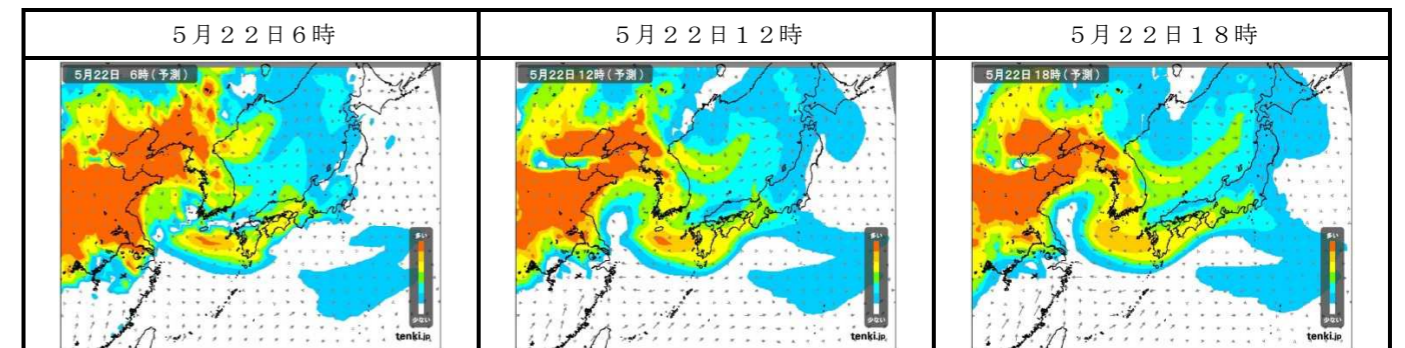 ５月２２日６時
５月２２日１２時
５月２２日１８時
5月22日 6時(予測)
5月22日 12時(予測)
5月22日 18時(予測)
多い
少ない
tenki.jp
多い
少ない
tenki.jp
多い
少ない
tenki.jp